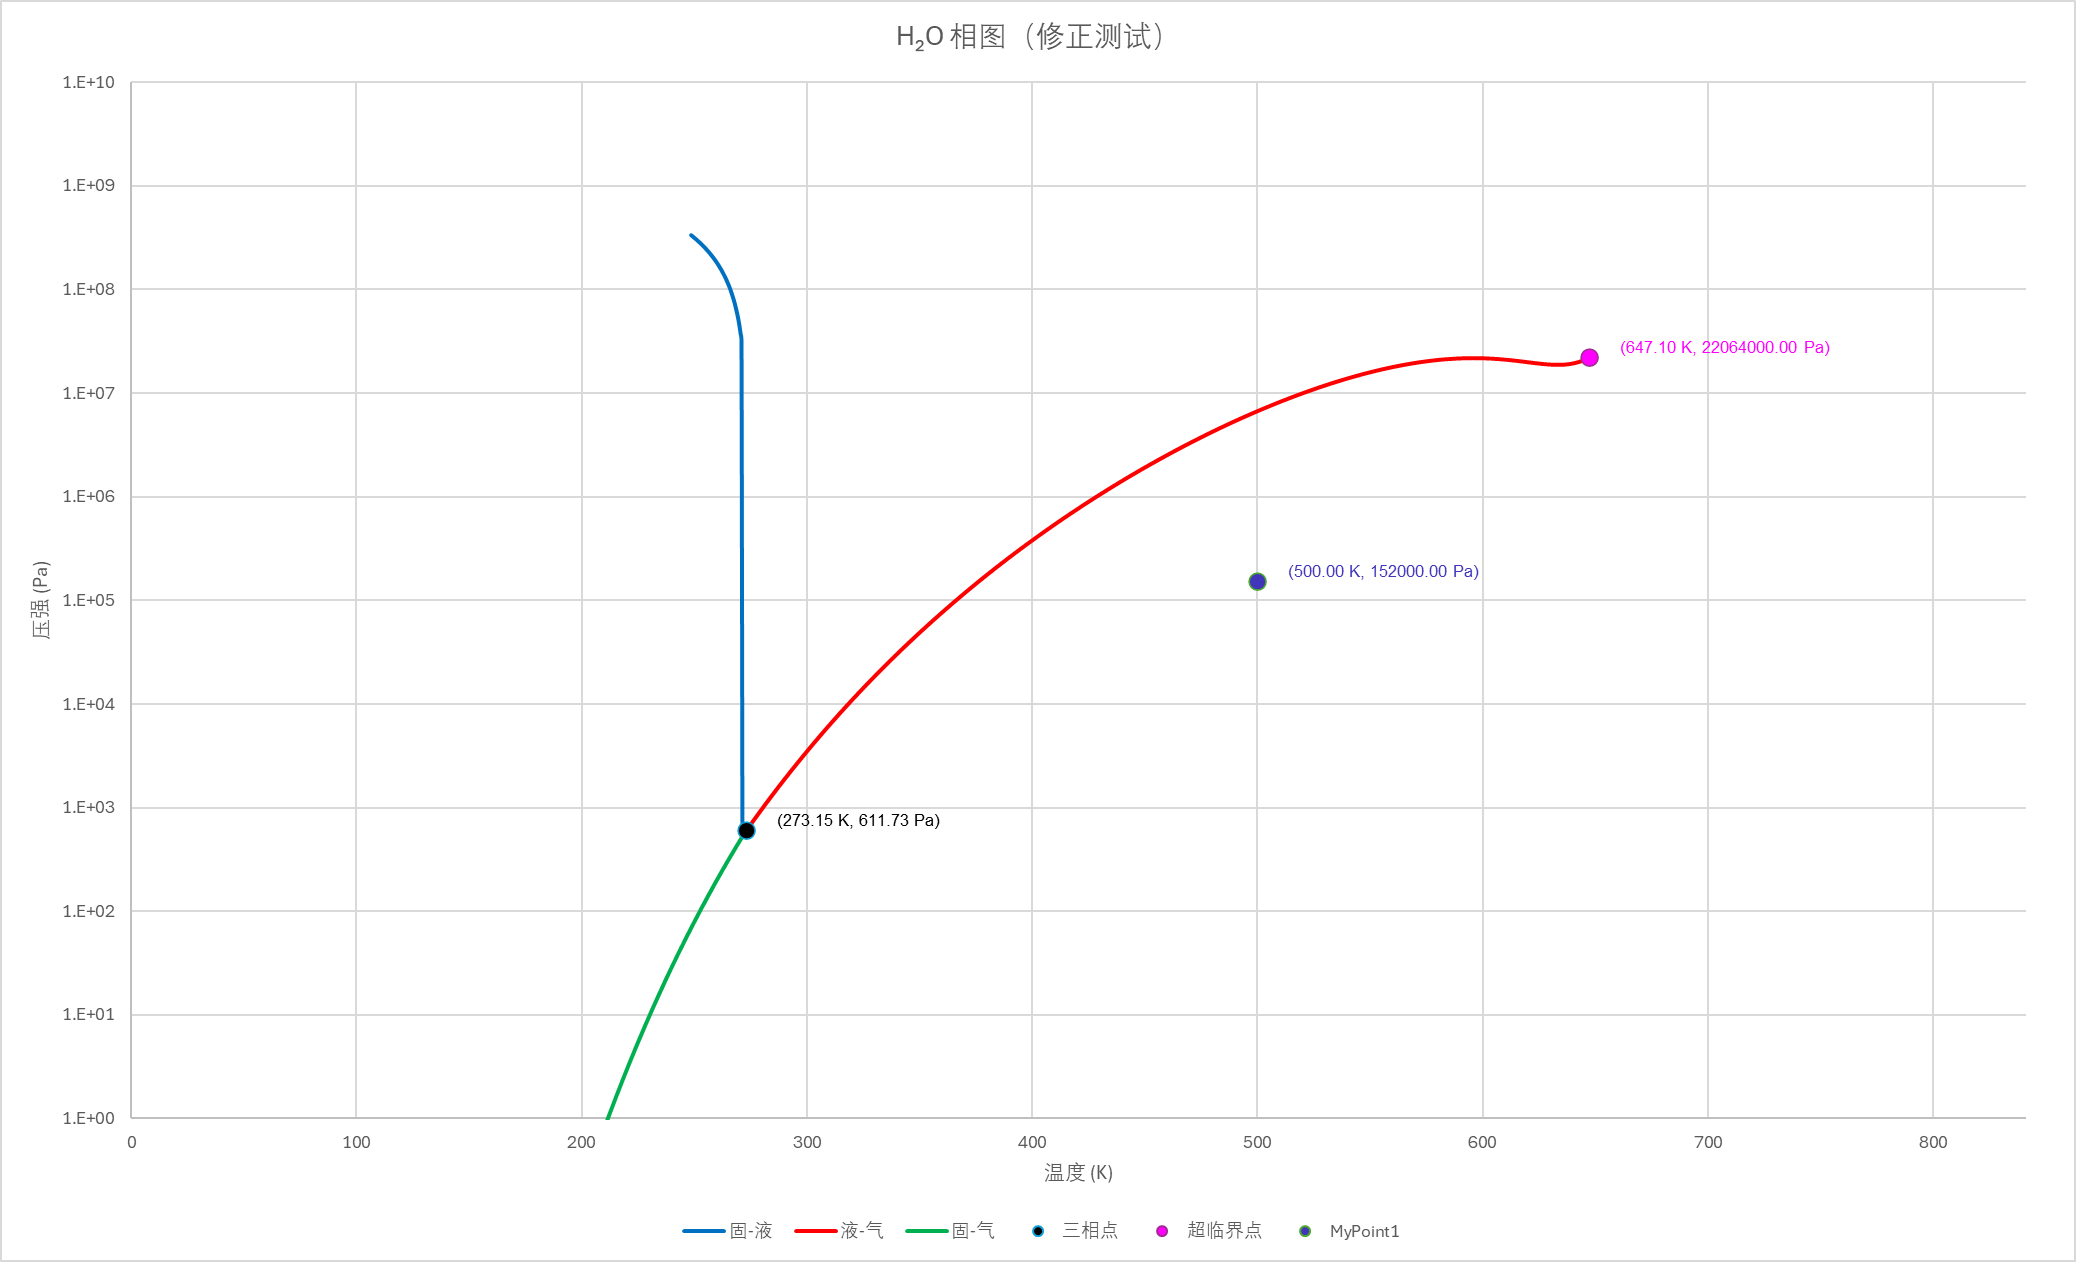 H₂O 相图（修正测试）
1.E+10
1.E+09
1.E+08
1.E+07
1.E+06
1.E+05
1.E+04
1.E+03
1.E+02
1.E+01
1.E+00
压强 (Pa)
(647.10 K, 22064000.00 Pa)
(500.00 K, 152000.00 Pa)
(273.15 K, 611.73 Pa)
0 100 200 300 400 500 600 700 800
温度 (K)
固-液 液-气 固-气 三相点 超临界点 MyPoint1